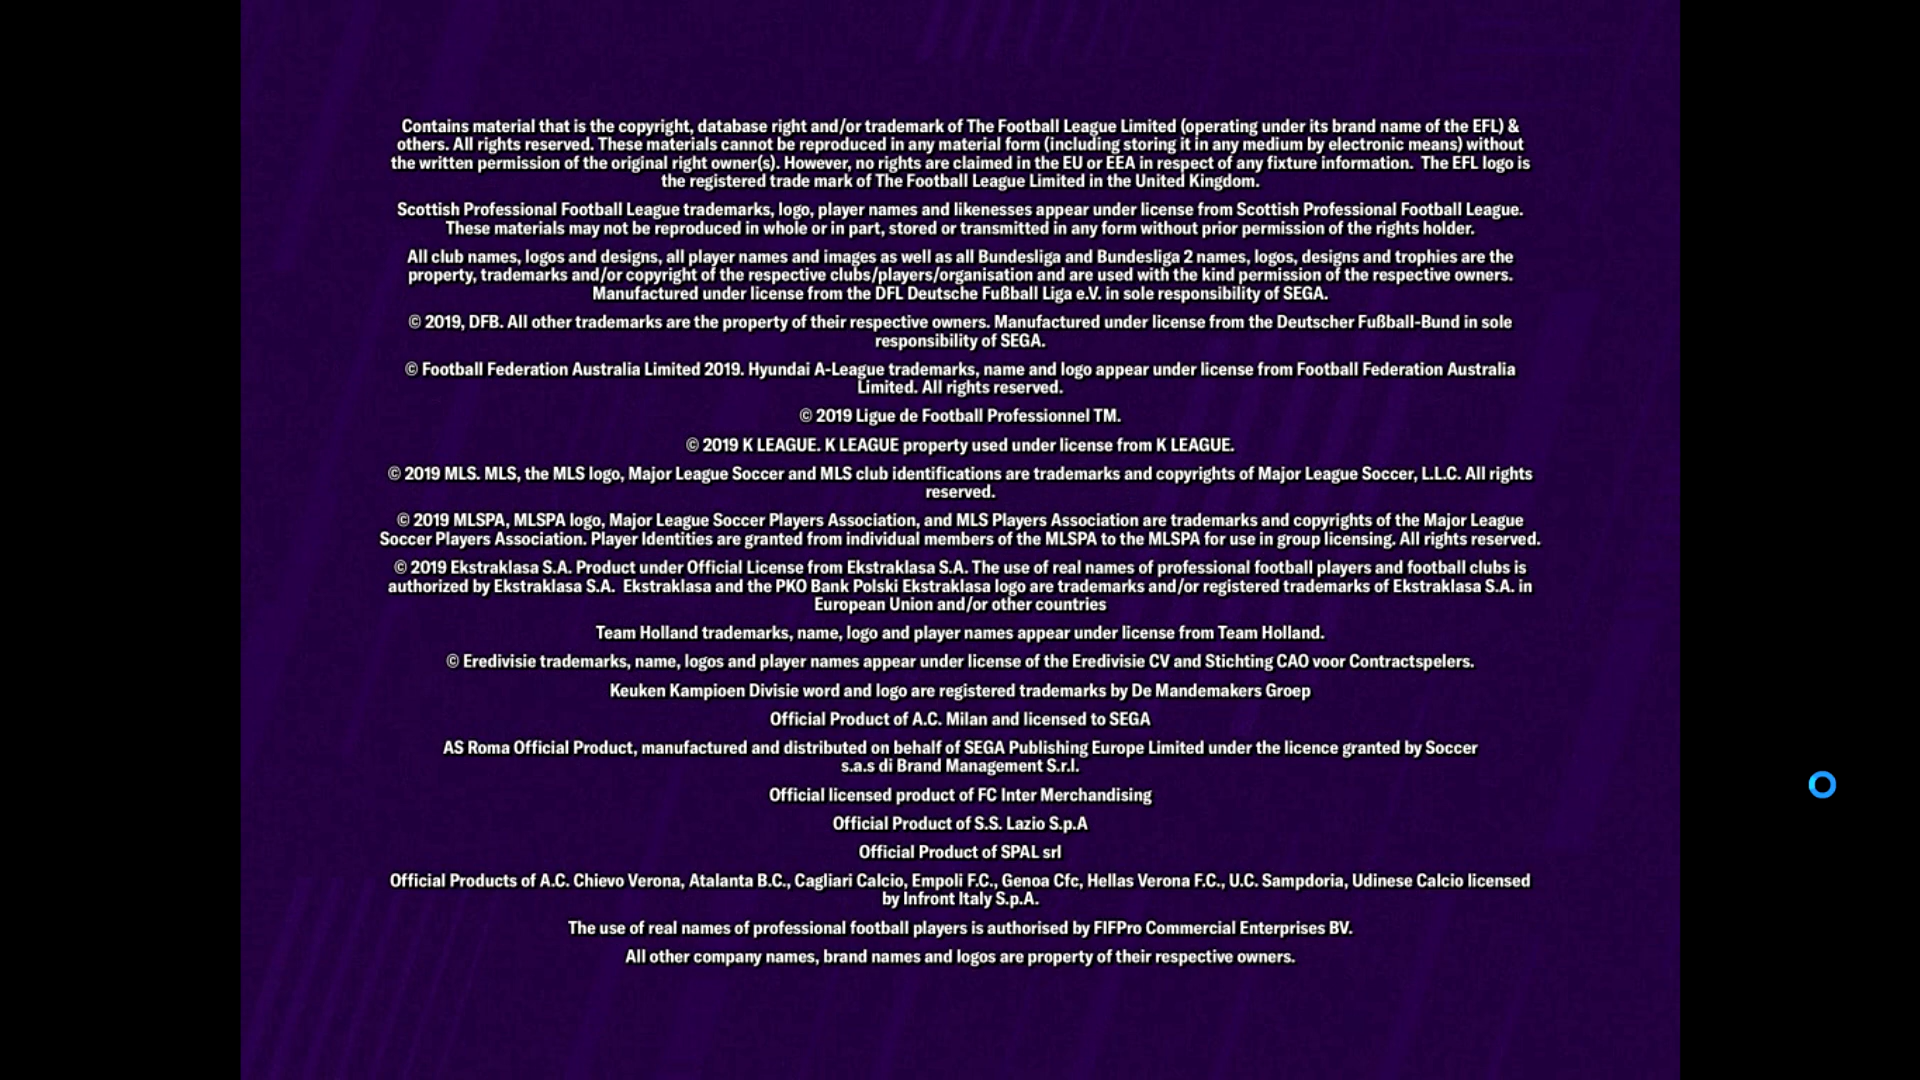 Contains material that is the copyright, database right and/or trademark of The Football League Limited (operating under its brand name of the EFL) &
others. All rights reserved. These materials cannot be reproduced in any material form (including storing it in any medium by electronic means) without
the written permission of the original right owner(s). However, no rights are claimed in the EU or EEA in respect of any fixture information.  The EFL logo is
the registered trade mark of The Football League Limited in the United Kingdom.
Scottish Professional Football League trademarks, logo, player names and likenesses appear under license from Scottish Professional Football League.
These materials may not be reproduced in whole or in part, stored or transmitted in any form without prior permission of the rights holder.
All club names, logos and designs, all player names and images as well as all Bundesliga and Bundesliga 2 names, logos, designs and trophies are the
property, trademarks and/or copyright of the respective clubs/players/organisation and are used with the kind permission of the respective owners.
Manufactured under license from the DFL Deutsche Fußball Liga e.V. in sole responsibility of SEGA.
© 2019, DFB. All other trademarks are the property of their respective owners. Manufactured under license from the Deutscher Fußball-Bund in sole
responsibility of SEGA.
© Football Federation Australia Limited 2019. Hyundai A-League trademarks, name and logo appear under license from Football Federation Australia
Limited. All rights reserved.
© 2019 Ligue de Football Professionnel TM.
© 2019 K LEAGUE. K LEAGUE property used under license from K LEAGUE.
© 2019 MLS. MLS, the MLS logo, Major League Soccer and MLS club identifications are trademarks and copyrights of Major League Soccer, L.L.C. All rights
reserved.
© 2019 MLSPA, MLSPA logo, Major League Soccer Players Association, and MLS Players Association are trademarks and copyrights of the Major League
Soccer Players Association. Player Identities are granted from individual members of the MLSPA to the MLSPA for use in group licensing. All rights reserved.
© 2019 Ekstraklasa S.A. Product under Official License from Ekstraklasa S.A. The use of real names of professional football players and football clubs is
authorized by Ekstraklasa S.A.  Ekstraklasa and the PKO Bank Polski Ekstraklasa logo are trademarks and/or registered trademarks of Ekstraklasa S.A. in
European Union and/or other countries
Team Holland trademarks, name, logo and player names appear under license from Team Holland.
© Eredivisie trademarks, name, logos and player names appear under license of the Eredivisie CV and Stichting CAO voor Contractspelers.
Keuken Kampioen Divisie word and logo are registered trademarks by De Mandemakers Groep
Official Product of A.C. Milan and licensed to SEGA
AS Roma Official Product, manufactured and distributed on behalf of SEGA Publishing Europe Limited under the licence granted by Soccer
s.a.s di Brand Management S.r.l.
Official licensed product of FC Inter Merchandising
Official Product of S.S. Lazio S.p.A
Official Product of SPAL srl
Official Products of A.C. Chievo Verona, Atalanta B.C., Cagliari Calcio, Empoli F.C., Genoa Cfc, Hellas Verona F.C., U.C. Sampdoria, Udinese Calcio licensed
by Infront Italy S.p.A.
The use of real names of professional football players is authorised by FIFPro Commercial Enterprises BV.
All other company names, brand names and logos are property of their respective owners.